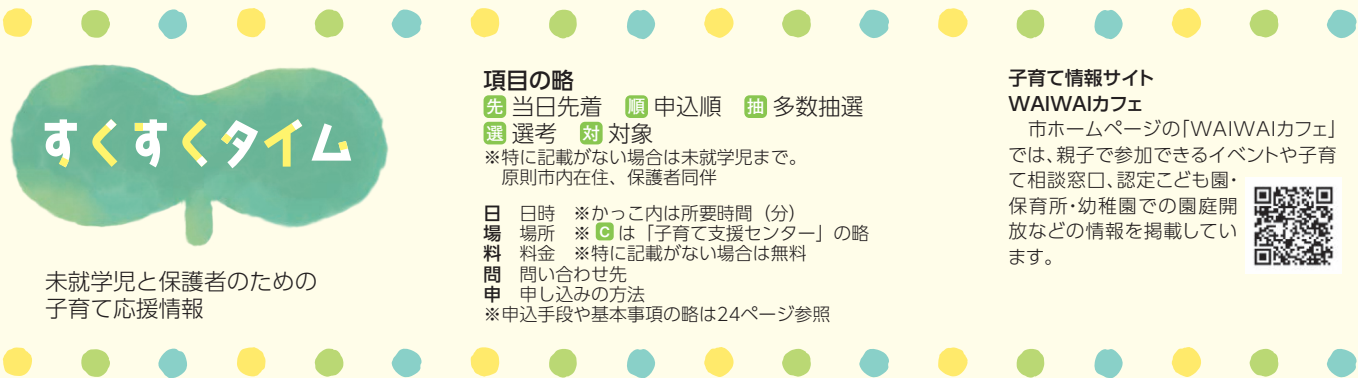 すくすくタイム
未就学児と保護者のための
子育て応援情報
項目の略
先 当日先着 順 申込順 抽 多数抽選
選 選考 対 対象
※特に記載がない場合は未就学児まで。
原則市内在住、保護者同伴
日 日時 ※かっこ内は所要時間（分）
場 場所 ※ C は「子育て支援センター」の略
料 料金 ※特に記載がない場合は無料
問 問い合わせ先
申 申し込みの方法
※申込手段や基本事項の略は24ページ参照
子育て情報サイト
WAIWAIカフェ
市ホームページの「WAIWAIカフェ」
では、親子で参加できるイベントや子育
て相談窓口、認定こども園・
保育所・幼稚園での園庭開
放などの情報を掲載してい
ます。